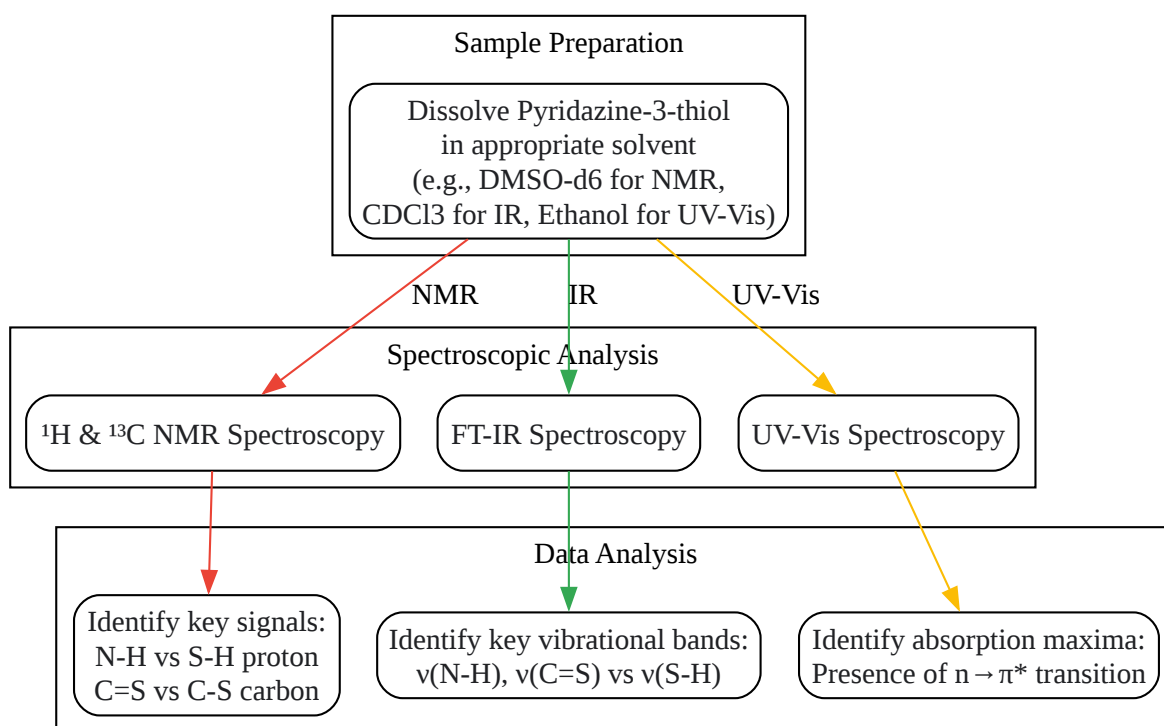 Sample Preparation
Dissolve Pyridazine-3-thiol
in appropriate solvent
(e.g., DMSO-d6 for NMR,
CDCl3 for IR, Ethanol for UV-Vis)
NMR
IR
UV-Vis
Spectroscopic Analysis
¹H & ¹³C NMR Spectroscopy
FT-IR Spectroscopy
UV-Vis Spectroscopy
Data Analysis
Identify key signals:
N-H vs S-H proton
C=S vs C-S carbon
Identify key vibrational bands:
ν(N-H), ν(C=S) vs ν(S-H)
Identify absorption maxima:
Presence of n→π* transition